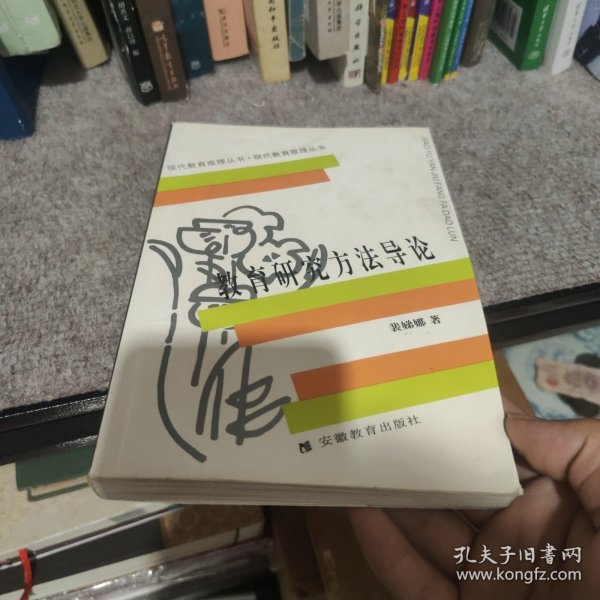 现代教育原理丛书·现代教育原理丛书
JIAO YU YAN JIU FANG FA DAO LUN
教育研究方法导论
裴娣娜 著
安徽教育出版社
孔夫子旧书网
www.kongfz.com